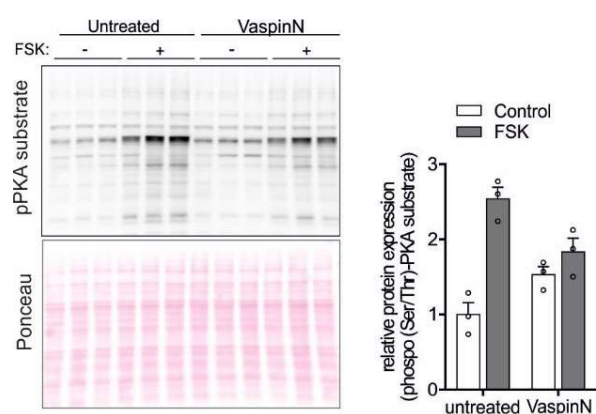 Untreated VaspinN
FSK: - + - +
pPKA substrate
Ponceau
Control
FSK
relative protein expression
(phospo (Ser/Thr)-PKA substrate)
3
2
1
0
untreated VaspinN